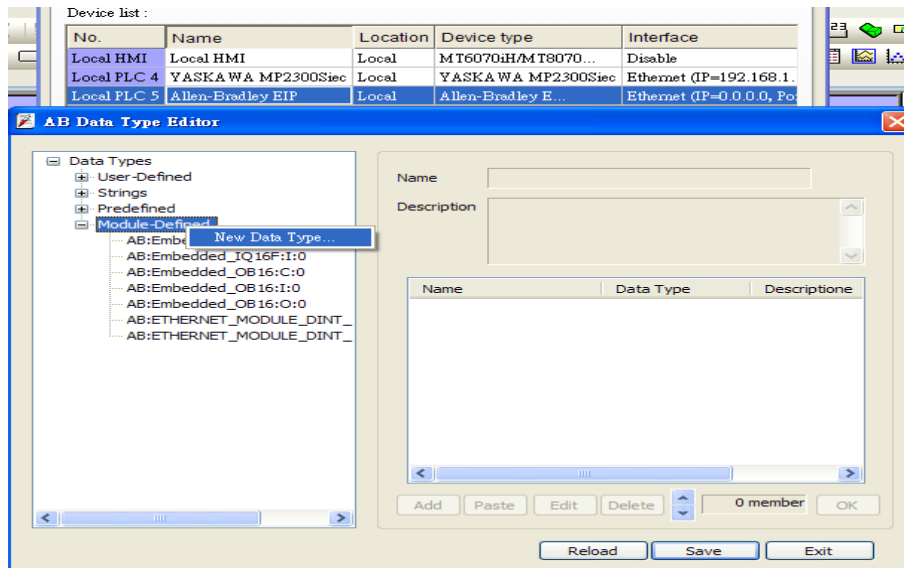 Device list :
No. Name Location Device type Interface
Local HMI Local HMI Local MT6070iH/MT8070... Disable
Local PLC 4 YASKAWA MP2300Siec Local YASKAWA MP2300Siec Ethernet (IP=192.168.1.
Local PLC 5 Allen-Bradley EIP Local Allen-Bradley E... Ethernet (IP=0.0.0.0, Po
AB Data Type Editor
Data Types
User-Defined
Strings
Predefined
Module-Defined
New Data Type...
AB:Embe
AB:Embedded_IQ16F:I:0
AB:Embedded_OB16:C:0
AB:Embedded_OB16:I:0
AB:Embedded_OB16:O:0
AB:ETHERNET_MODULE_DINT_
AB:ETHERNET_MODULE_DINT_
Name
Description
Name Data Type Descriptione
Add Paste Edit Delete 0 member OK
Reload Save Exit